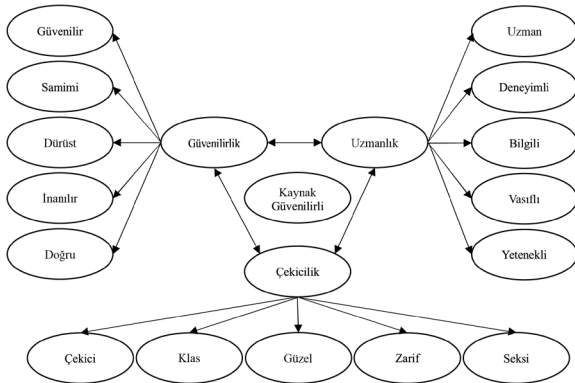 Güvenilir
Uzman
Samimi
Deneyimli
Dürüst
Güvenilirlik
Uzmanlık
Bilgili
İnanılır
Kaynak
Güvenilirli
Vasıflı
Doğru
Çekicilik
Yetenekli
Çekici
Klas
Güzel
Zarif
Seksi